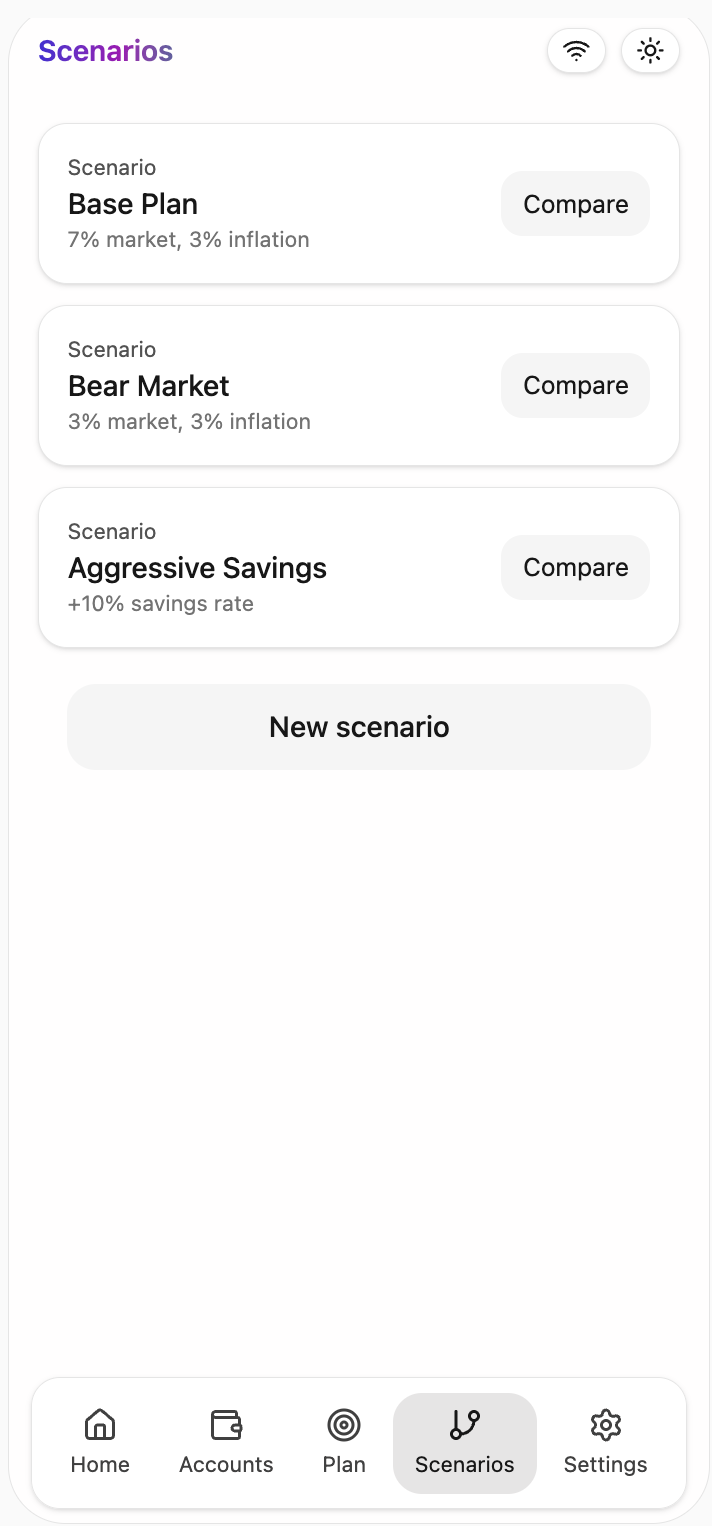 Scenarios
Scenario
Base Plan
7% market, 3% inflation
Compare
Scenario
Bear Market
3% market, 3% inflation
Compare
Scenario
Aggressive Savings
+10% savings rate
Compare
New scenario
Home
Accounts
Plan
Scenarios
Settings